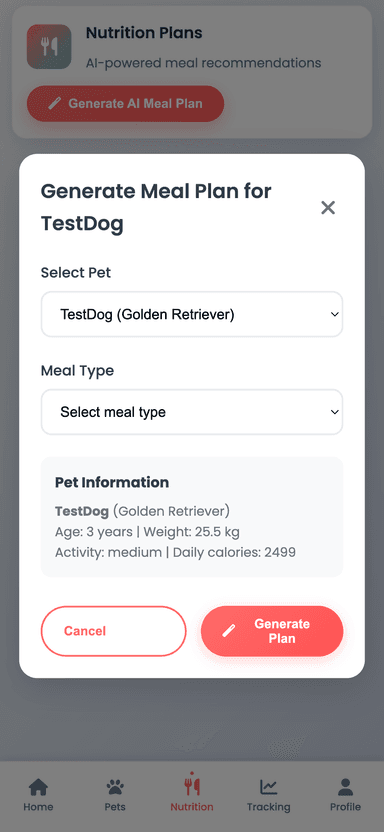 Nutrition Plans
AI-powered meal recommendations
Generate AI Meal Plan
Generate Meal Plan for
TestDog
Select Pet
TestDog (Golden Retriever)
Meal Type
Select meal type
Pet Information
TestDog (Golden Retriever)
Age: 3 years | Weight: 25.5 kg
Activity: medium | Daily calories: 2499
Cancel
Generate
Plan
Home
Pets
Nutrition
Tracking
Profile